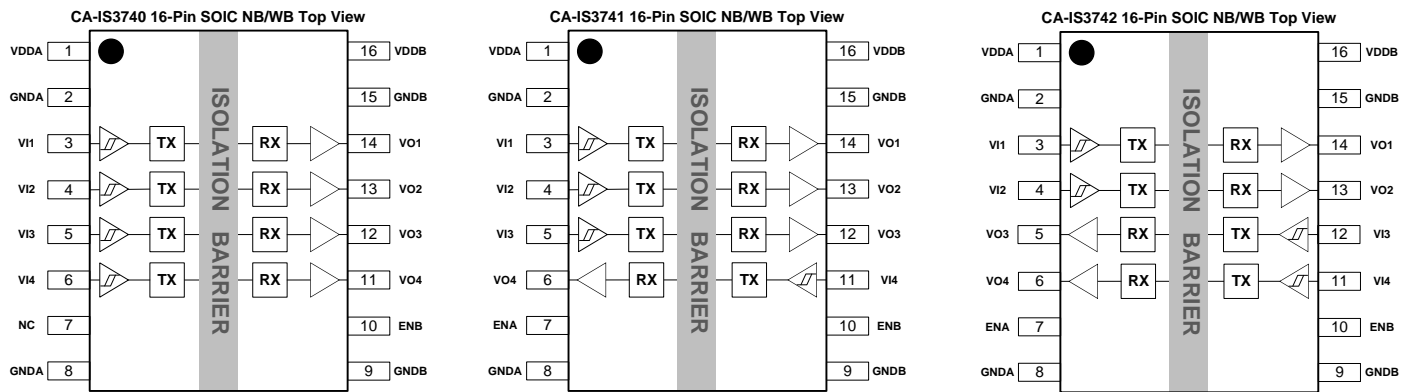 CA-IS3740 16-Pin SOIC NB/WB Top View
VDDA 1 16 VDDB
GNDA 2 15 GNDB
VI1 3 TX RX 14 VO1
VI2 4 TX RX 13 VO2
VI3 5 TX RX 12 VO3
VI4 6 TX RX 11 VO4
NC 7 10 ENB
GNDA 8 9 GNDB
ISOLATION BARRIER
CA-IS3741 16-Pin SOIC NB/WB Top View
VDDA 1 16 VDDB
GNDA 2 15 GNDB
VI1 3 TX RX 14 VO1
VI2 4 TX RX 13 VO2
VI3 5 TX RX 12 VO3
VO4 6 RX TX 11 VI4
ENA 7 10 ENB
GNDA 8 9 GNDB
ISOLATION BARRIER
CA-IS3742 16-Pin SOIC NB/WB Top View
VDDA 1 16 VDDB
GNDA 2 15 GNDB
VI1 3 TX RX 14 VO1
VI2 4 TX RX 13 VO2
VO3 5 RX TX 12 VI3
VO4 6 RX TX 11 VI4
ENA 7 10 ENB
GNDA 8 9 GNDB
ISOLATION BARRIER